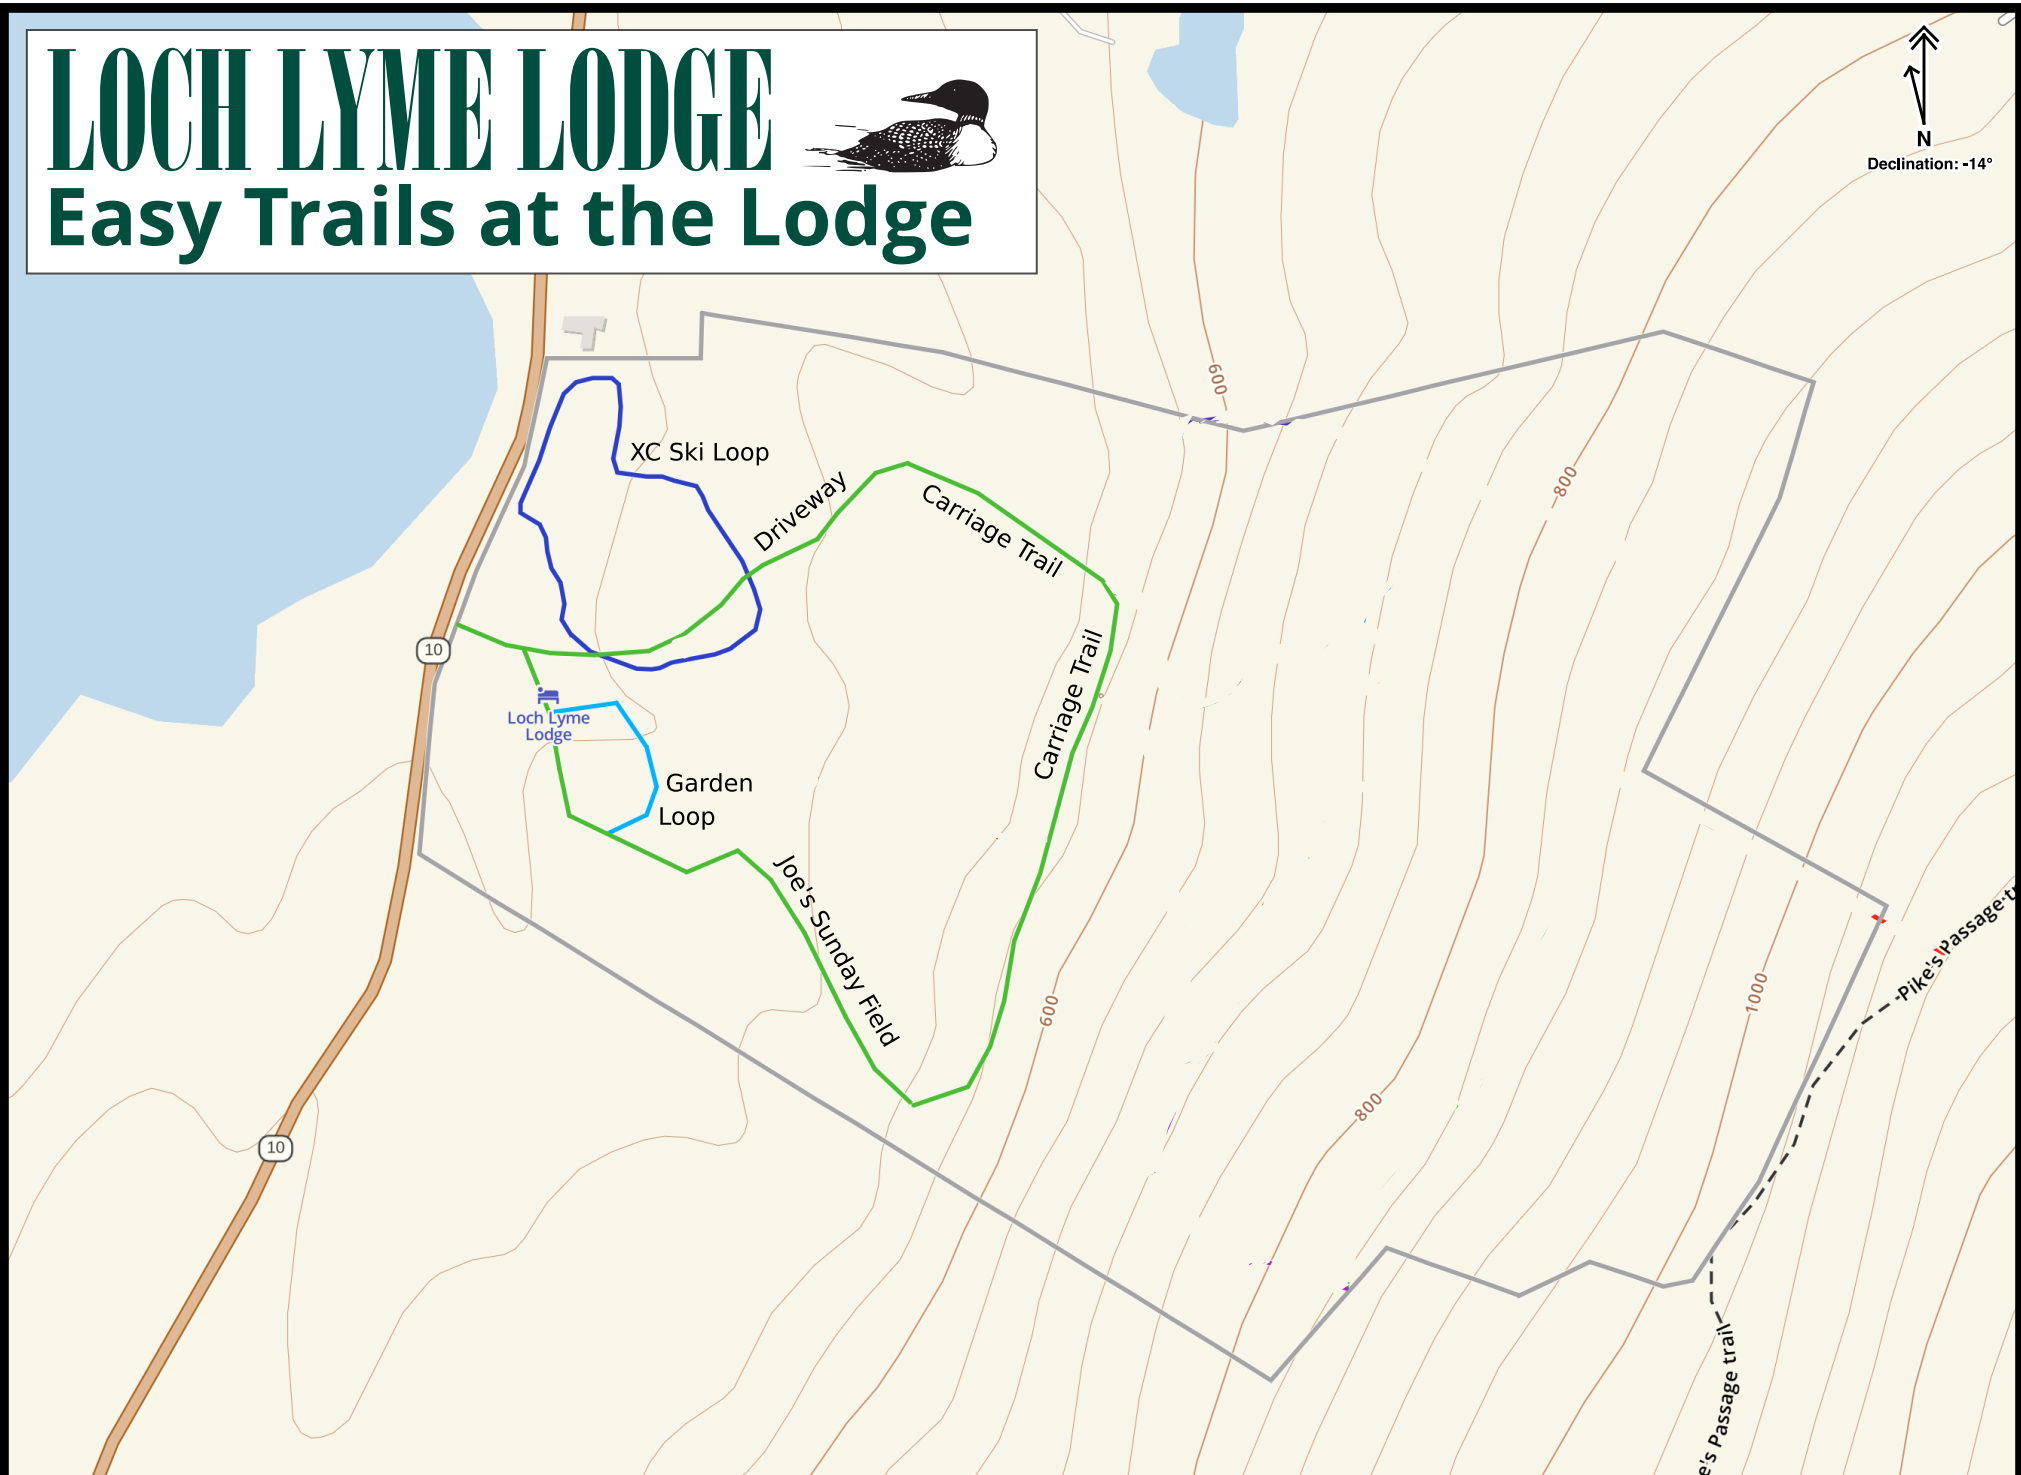 LOCH LYME LODGE
Easy Trails at the Lodge
N
Declination: -14°
600
XC Ski Loop
800
Driveway
Carriage Trail
10
Carriage Trail
Loch Lyme
Lodge
Garden
Loop
Joe's Sunday Field
Pike's Passage t
1000
600
800
10
e's Passage trail